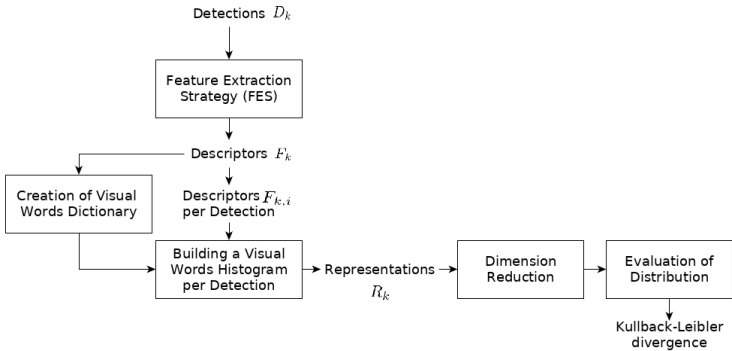 Detections D_k
Feature Extraction
Strategy (FES)
Descriptors F_k
Creation of Visual
Words Dictionary
Descriptors F_{k,i}
per Detection
Building a Visual
Words Histogram
per Detection
Representations
R_k
Dimension
Reduction
Evaluation of
Distribution
Kullback-Leibler
divergence